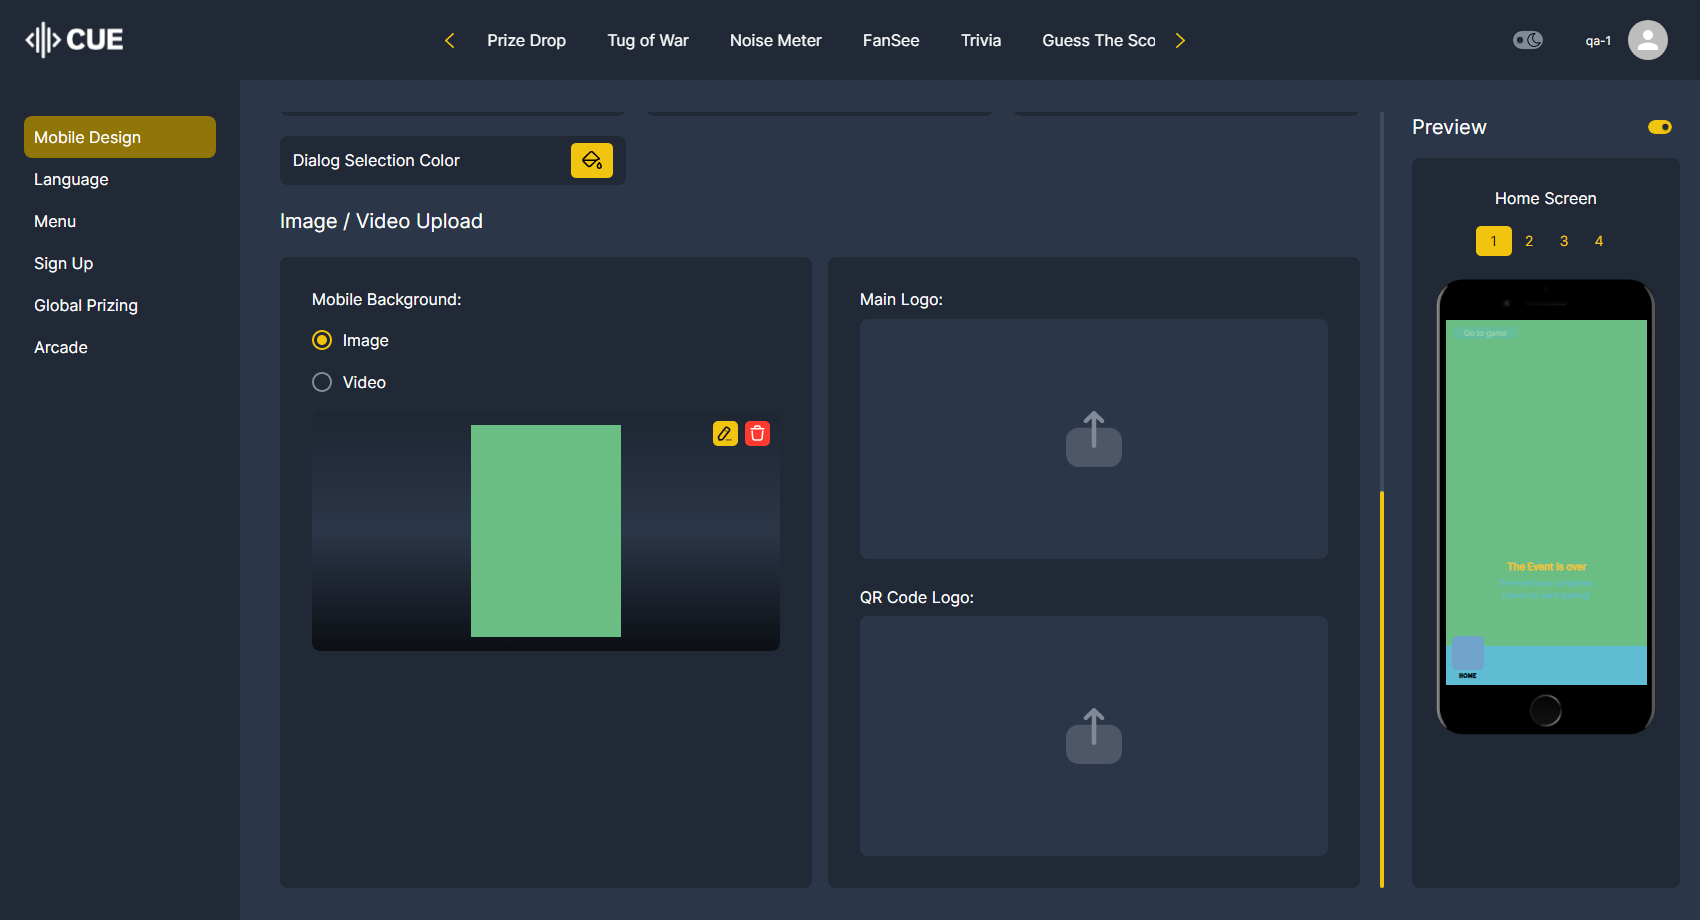 CUE
Prize Drop
Tug of War
Noise Meter
FanSee
Trivia
Guess The Sco
qa-1
Mobile Design
Language
Menu
Sign Up
Global Prizing
Arcade
Dialog Selection Color
Image / Video Upload
Mobile Background:
Image
Video
Main Logo:
QR Code Logo:
Preview
Home Screen
1 2 3 4
Go to game
The Event is over
HOME